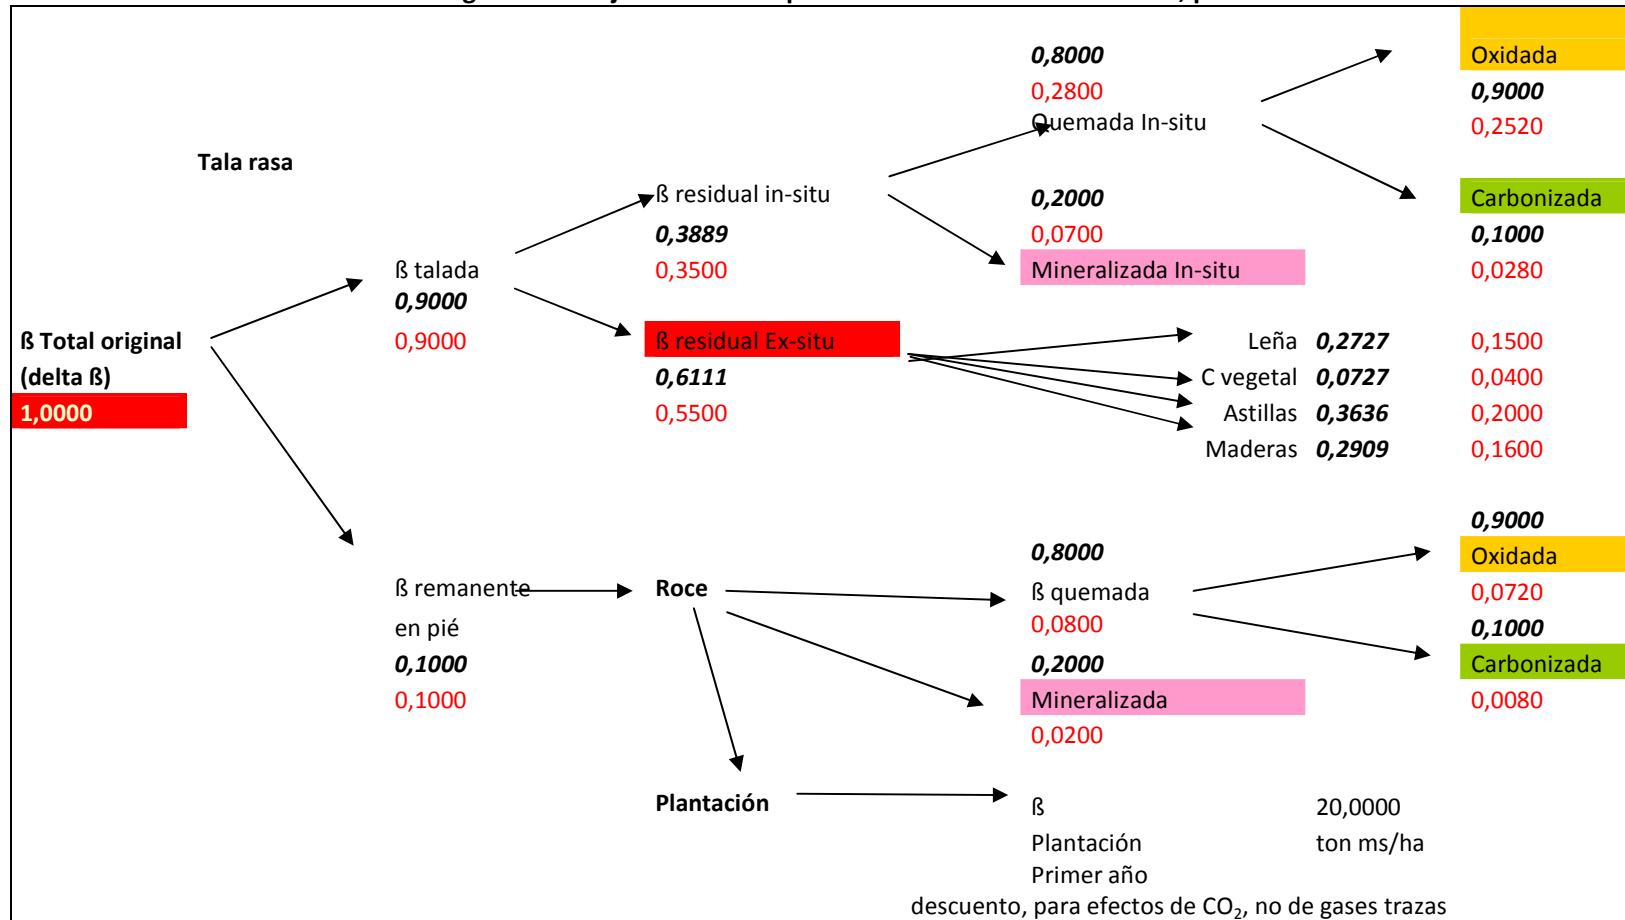 0,8000
Oxidada
0,2800
0,9000
Quemada In-situ
0,2520
Tala rasa
ß residual in-situ
0,2000
Carbonizada
0,3889
0,0700
0,1000
ß talada
0,3500
Mineralizada In-situ
0,0280
0,9000
ß Total original
0,9000
ß residual Ex-situ
Leña 0,2727 0,1500
(delta ß)
0,6111
C vegetal 0,0727 0,0400
1,0000
0,5500
Astillas 0,3636 0,2000
Maderas 0,2909 0,1600
0,9000
0,8000
Oxidada
ß remanente
Roce
ß quemada
0,0720
en pié
0,0800
0,1000
0,1000
0,2000
Carbonizada
0,1000
Mineralizada
0,0080
0,0200
Plantación
ß 20,0000
Plantación ton ms/ha
Primer año
descuento, para efectos de CO₂, no de gases trazas